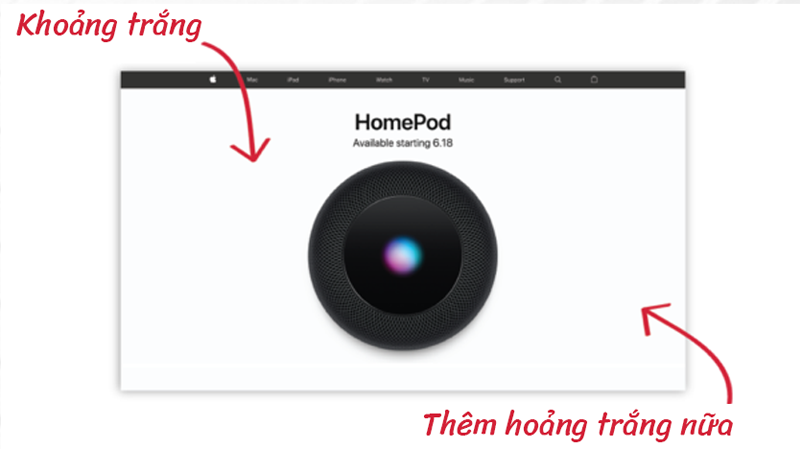 Khoảng trắng
Mac iPad iPhone Watch TV Music Support
HomePod
Available starting 6.18
Thêm hoảng trắng nữa